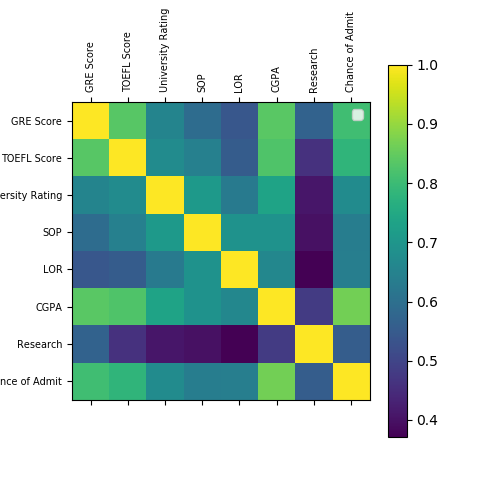 GRE Score
TOEFL Score
University Rating
SOP
LOR
CGPA
Research
Chance of Admit
GRE Score
TOEFL Score
ersity Rating
SOP
LOR
CGPA
Research
nce of Admit
1.0
0.9
0.8
0.7
0.6
0.5
0.4